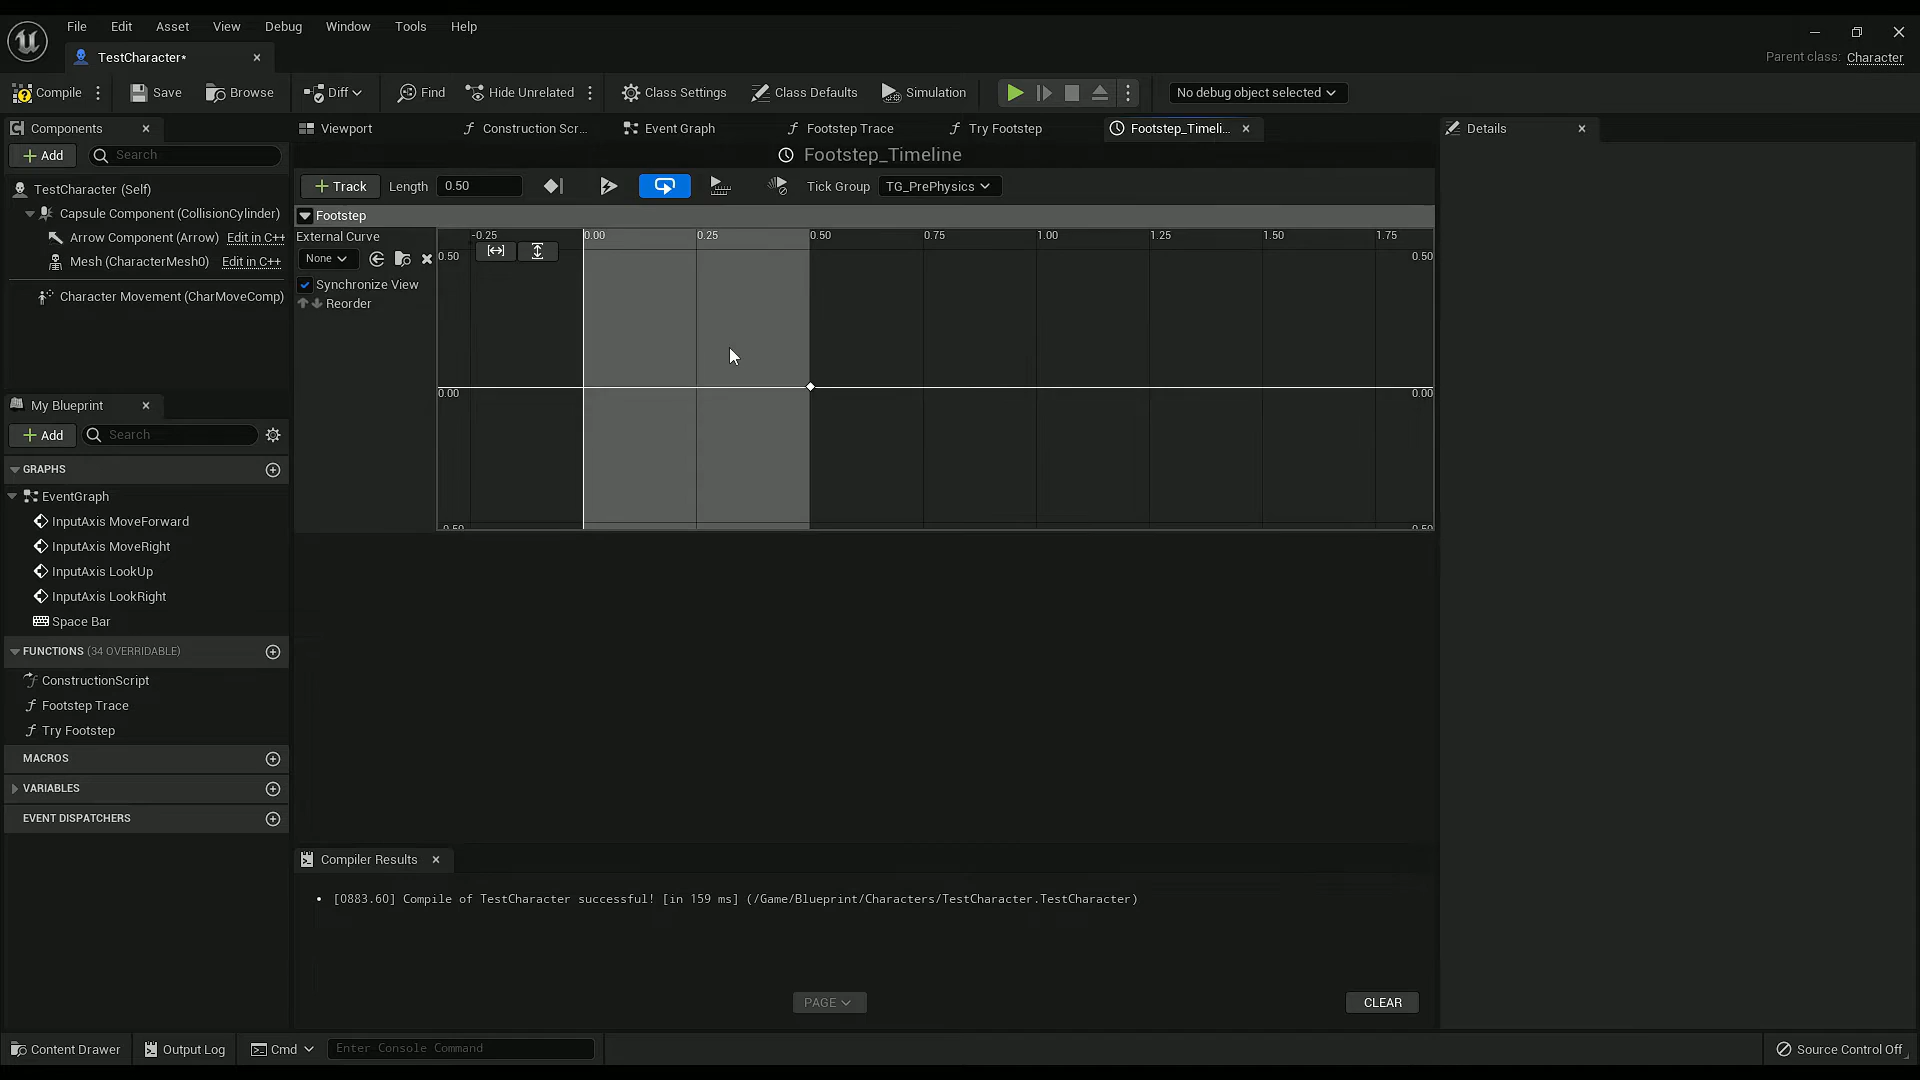 File Edit Asset View Debug Window Tools Help
TestCharacter*
Parent class: Character
Compile Save Browse Diff Find Hide Unrelated Class Settings Class Defaults Simulation No debug object selected
Components
Viewport Construction Scr... Event Graph Footstep Trace Try Footstep Footstep_Timeli... Details
Add Search
Footstep_Timeline
Track Length 0.50 Tick Group TG_PrePhysics
TestCharacter (Self)
Capsule Component (CollisionCylinder)
Arrow Component (Arrow) Edit in C++
Mesh (CharacterMesh0) Edit in C++
Character Movement (CharMoveComp)
Footstep
External Curve
None
Synchronize View
Reorder
-0.25 0.00 0.25 0.50 0.75 1.00 1.25 1.50 1.75
0.50 0.50
0.00 0.00
-0.50 0.50
My Blueprint
Add Search
GRAPHS
EventGraph
InputAxis MoveForward
InputAxis MoveRight
InputAxis LookUp
InputAxis LookRight
Space Bar
FUNCTIONS (34 OVERRIDABLE)
ConstructionScript
Footstep Trace
Try Footstep
MACROS
VARIABLES
EVENT DISPATCHERS
Compiler Results
[0883.60] Compile of TestCharacter successful! [in 159 ms] (/Game/Blueprint/Characters/TestCharacter.TestCharacter)
PAGE CLEAR
Content Drawer Output Log Cmd Enter Console Command Source Control Off